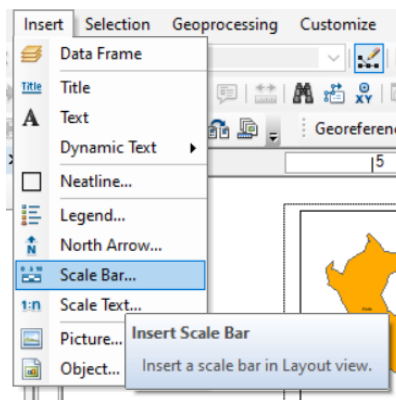 Insert Selection Geoprocessing Customize
Data Frame
Title Title
A Text
XY
Dynamic Text
Georeferen
Neatline...
5
Legend...
N North Arrow...
Scale Bar...
1:n Scale Text...
Picture...
Insert Scale Bar
Object...
Insert a scale bar in Layout view.